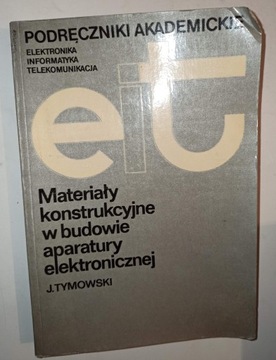 PODRĘCZNIKI AKADEMICKIE
ELEKTRONIKA
INFORMATYKA
TELEKOMUNIKACJA
eit
Materiały
konstrukcyjne
w budowie
aparatury
elektronicznej
J.TYMOWSKI